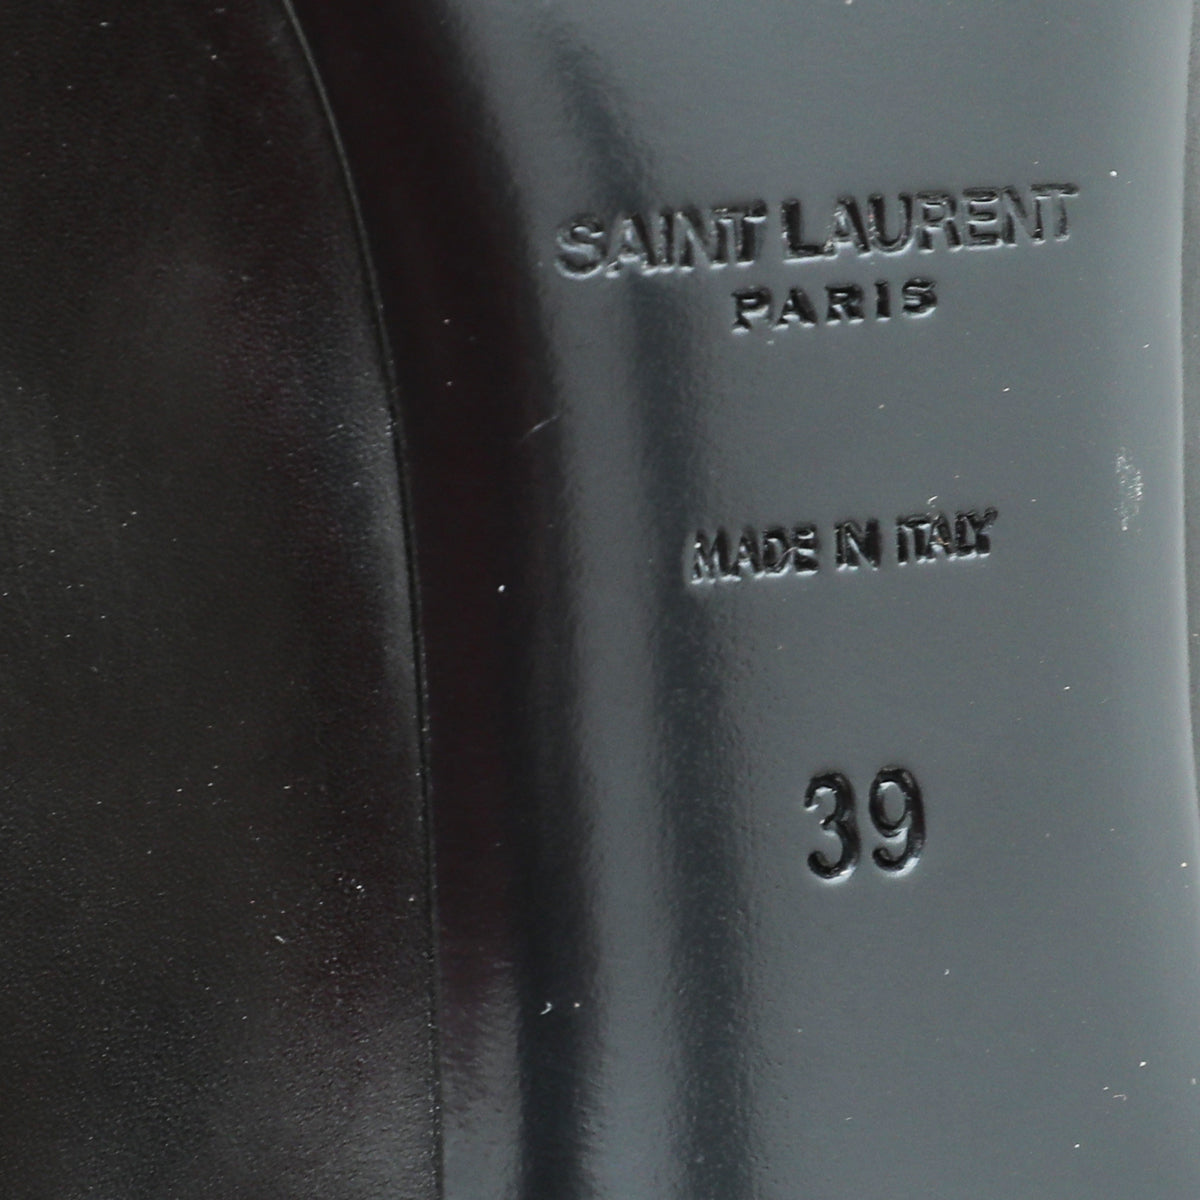 SAINT LAURENT
PARIS
MADE IN ITALY
39